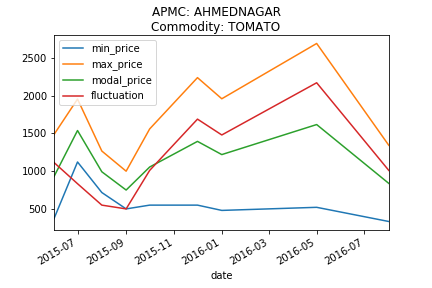 APMC: AHMEDNAGAR
Commodity: TOMATO
min_price
max_price
modal_price
fluctuation
2500
2000
1500
1000
500
2015-07
2015-09
2015-11
2016-01
2016-03
2016-05
2016-07
date